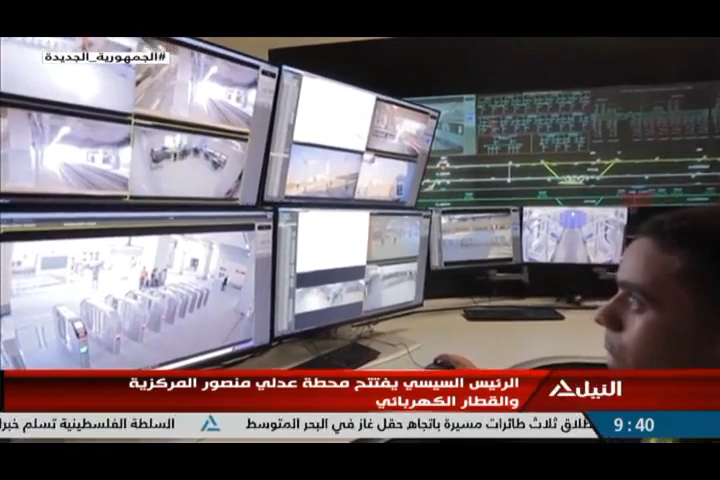 #الجمهورية_الجديدة
الرئيس السيسي يفتتح محطة عدلي منصور المركزية
والقطار الكهربائي
النيل
ثلاث طائرات مسيرة باتجاه حقل غاز في البحر المتوسط
السلطة الفلسطينية تسلم
9:40